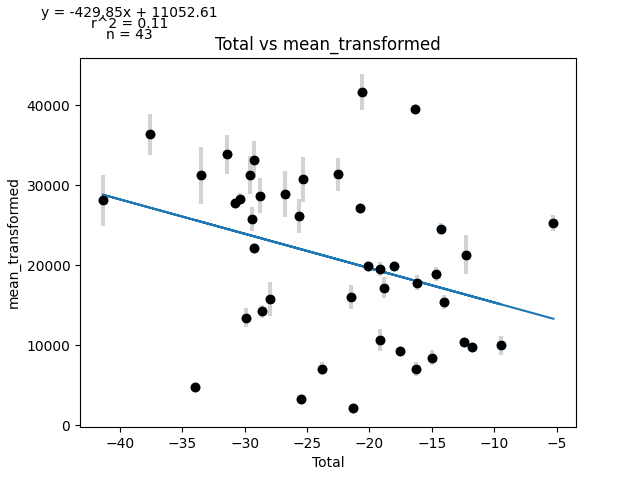 y = -429.85x + 11052.61
r^2 = 0.11
n = 43
Total vs mean_transformed
mean_transformed
40000
30000
20000
10000
0
−40
−35
−30
−25
−20
−15
−10
−5
Total